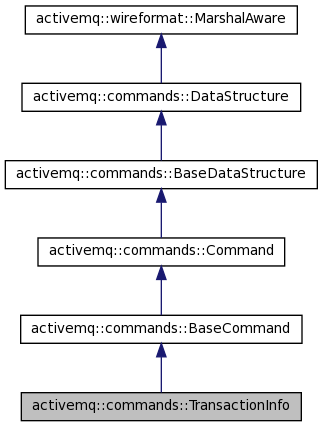 activemq::wireformat::MarshalAware
activemq::commands::DataStructure
activemq::commands::BaseDataStructure
activemq::commands::Command
activemq::commands::BaseCommand
activemq::commands::TransactionInfo